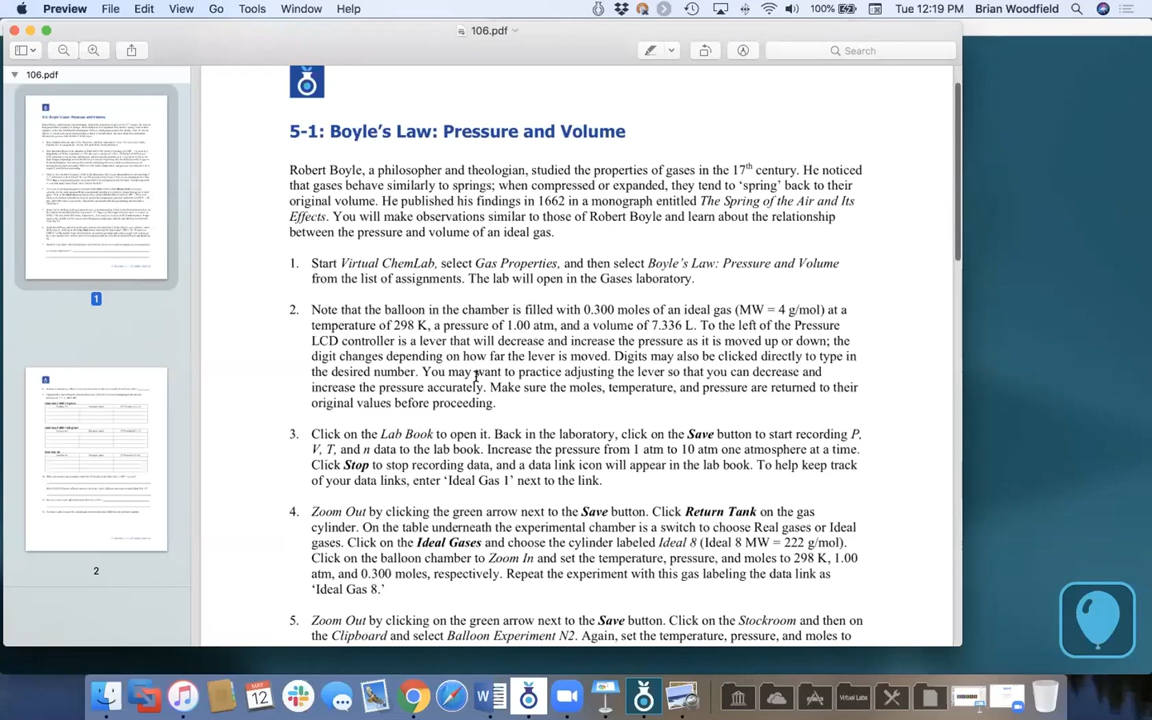 Preview File Edit View Go Tools Window Help 100% Tue 12:19 PM Brian Woodfield
106.pdf
Search
106.pdf
1
2
5-1: Boyle's Law: Pressure and Volume
Robert Boyle, a philosopher and theologian, studied the properties of gases in the 17th century. He noticed
that gases behave similarly to springs; when compressed or expanded, they tend to 'spring' back to their
original volume. He published his findings in 1662 in a monograph entitled The Spring of the Air and Its
Effects. You will make observations similar to those of Robert Boyle and learn about the relationship
between the pressure and volume of an ideal gas.
1. Start Virtual ChemLab, select Gas Properties, and then select Boyle's Law: Pressure and Volume
from the list of assignments. The lab will open in the Gases laboratory.
2. Note that the balloon in the chamber is filled with 0.300 moles of an ideal gas (MW = 4 g/mol) at a
temperature of 298 K, a pressure of 1.00 atm, and a volume of 7.336 L. To the left of the Pressure
LCD controller is a lever that will decrease and increase the pressure as it is moved up or down; the
digit changes depending on how far the lever is moved. Digits may also be clicked directly to type in
the desired number. You may want to practice adjusting the lever so that you can decrease and
increase the pressure accurately. Make sure the moles, temperature, and pressure are returned to their
original values before proceeding.
3. Click on the Lab Book to open it. Back in the laboratory, click on the Save button to start recording P,
V, T, and n data to the lab book. Increase the pressure from 1 atm to 10 atm one atmosphere at a time.
Click Stop to stop recording data, and a data link icon will appear in the lab book. To help keep track
of your data links, enter 'Ideal Gas 1' next to the link.
4. Zoom Out by clicking the green arrow next to the Save button. Click Return Tank on the gas
cylinder. On the table underneath the experimental chamber is a switch to choose Real gases or Ideal
gases. Click on the Ideal Gases and choose the cylinder labeled Ideal 8 (Ideal 8 MW = 222 g/mol).
Click on the balloon chamber to Zoom In and set the temperature, pressure, and moles to 298 K, 1.00
atm, and 0.300 moles, respectively. Repeat the experiment with this gas labeling the data link as
'Ideal Gas 8.'
5. Zoom Out by clicking on the green arrow next to the Save button. Click on the Stockroom and then on
the Clipboard and select Balloon Experiment N2. Again, set the temperature, pressure, and moles to
MAY
12
Virtual Labs